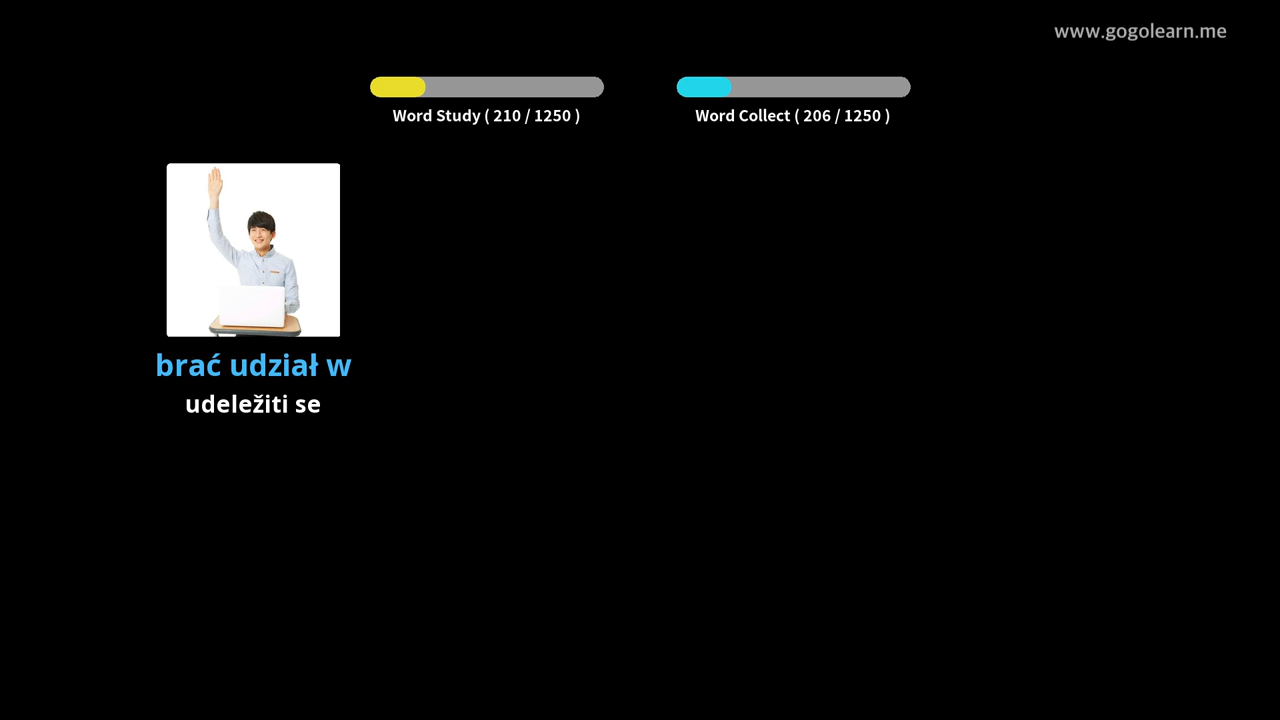 www.gogolearn.me
Word Study ( 210 / 1250 )
Word Collect ( 206 / 1250 )
brać udział w
udeležiti se